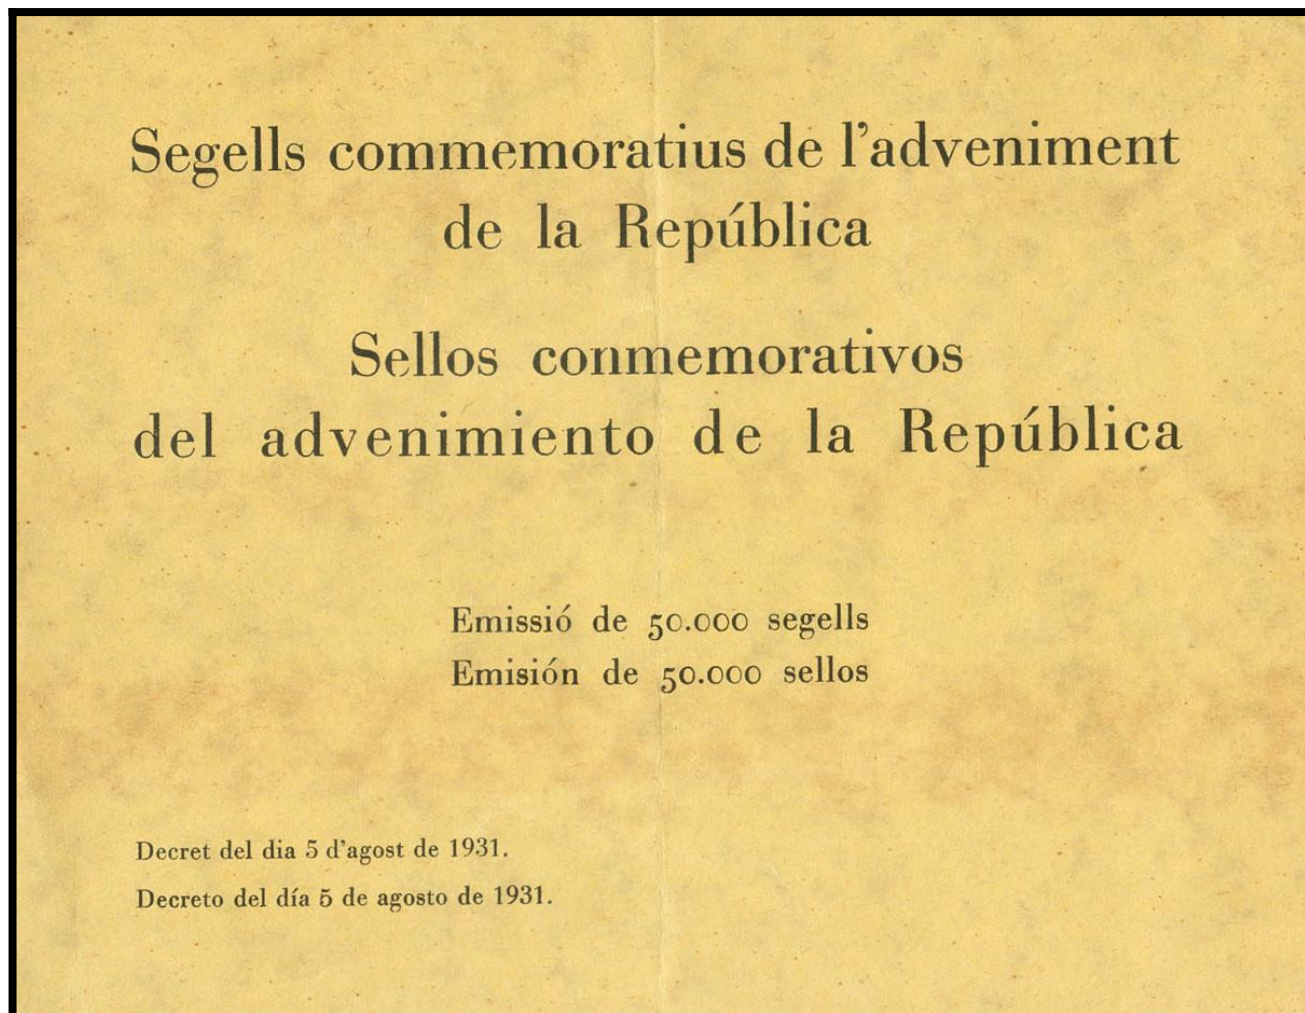 Segells commemoratius de l'adveniment
de la República
Sellos conmemorativos
del advenimiento de la República
Emissió de 50.000 segells
Emisión de 50.000 sellos
Decret del dia 5 d'agost de 1931.
Decreto del día 5 de agosto de 1931.